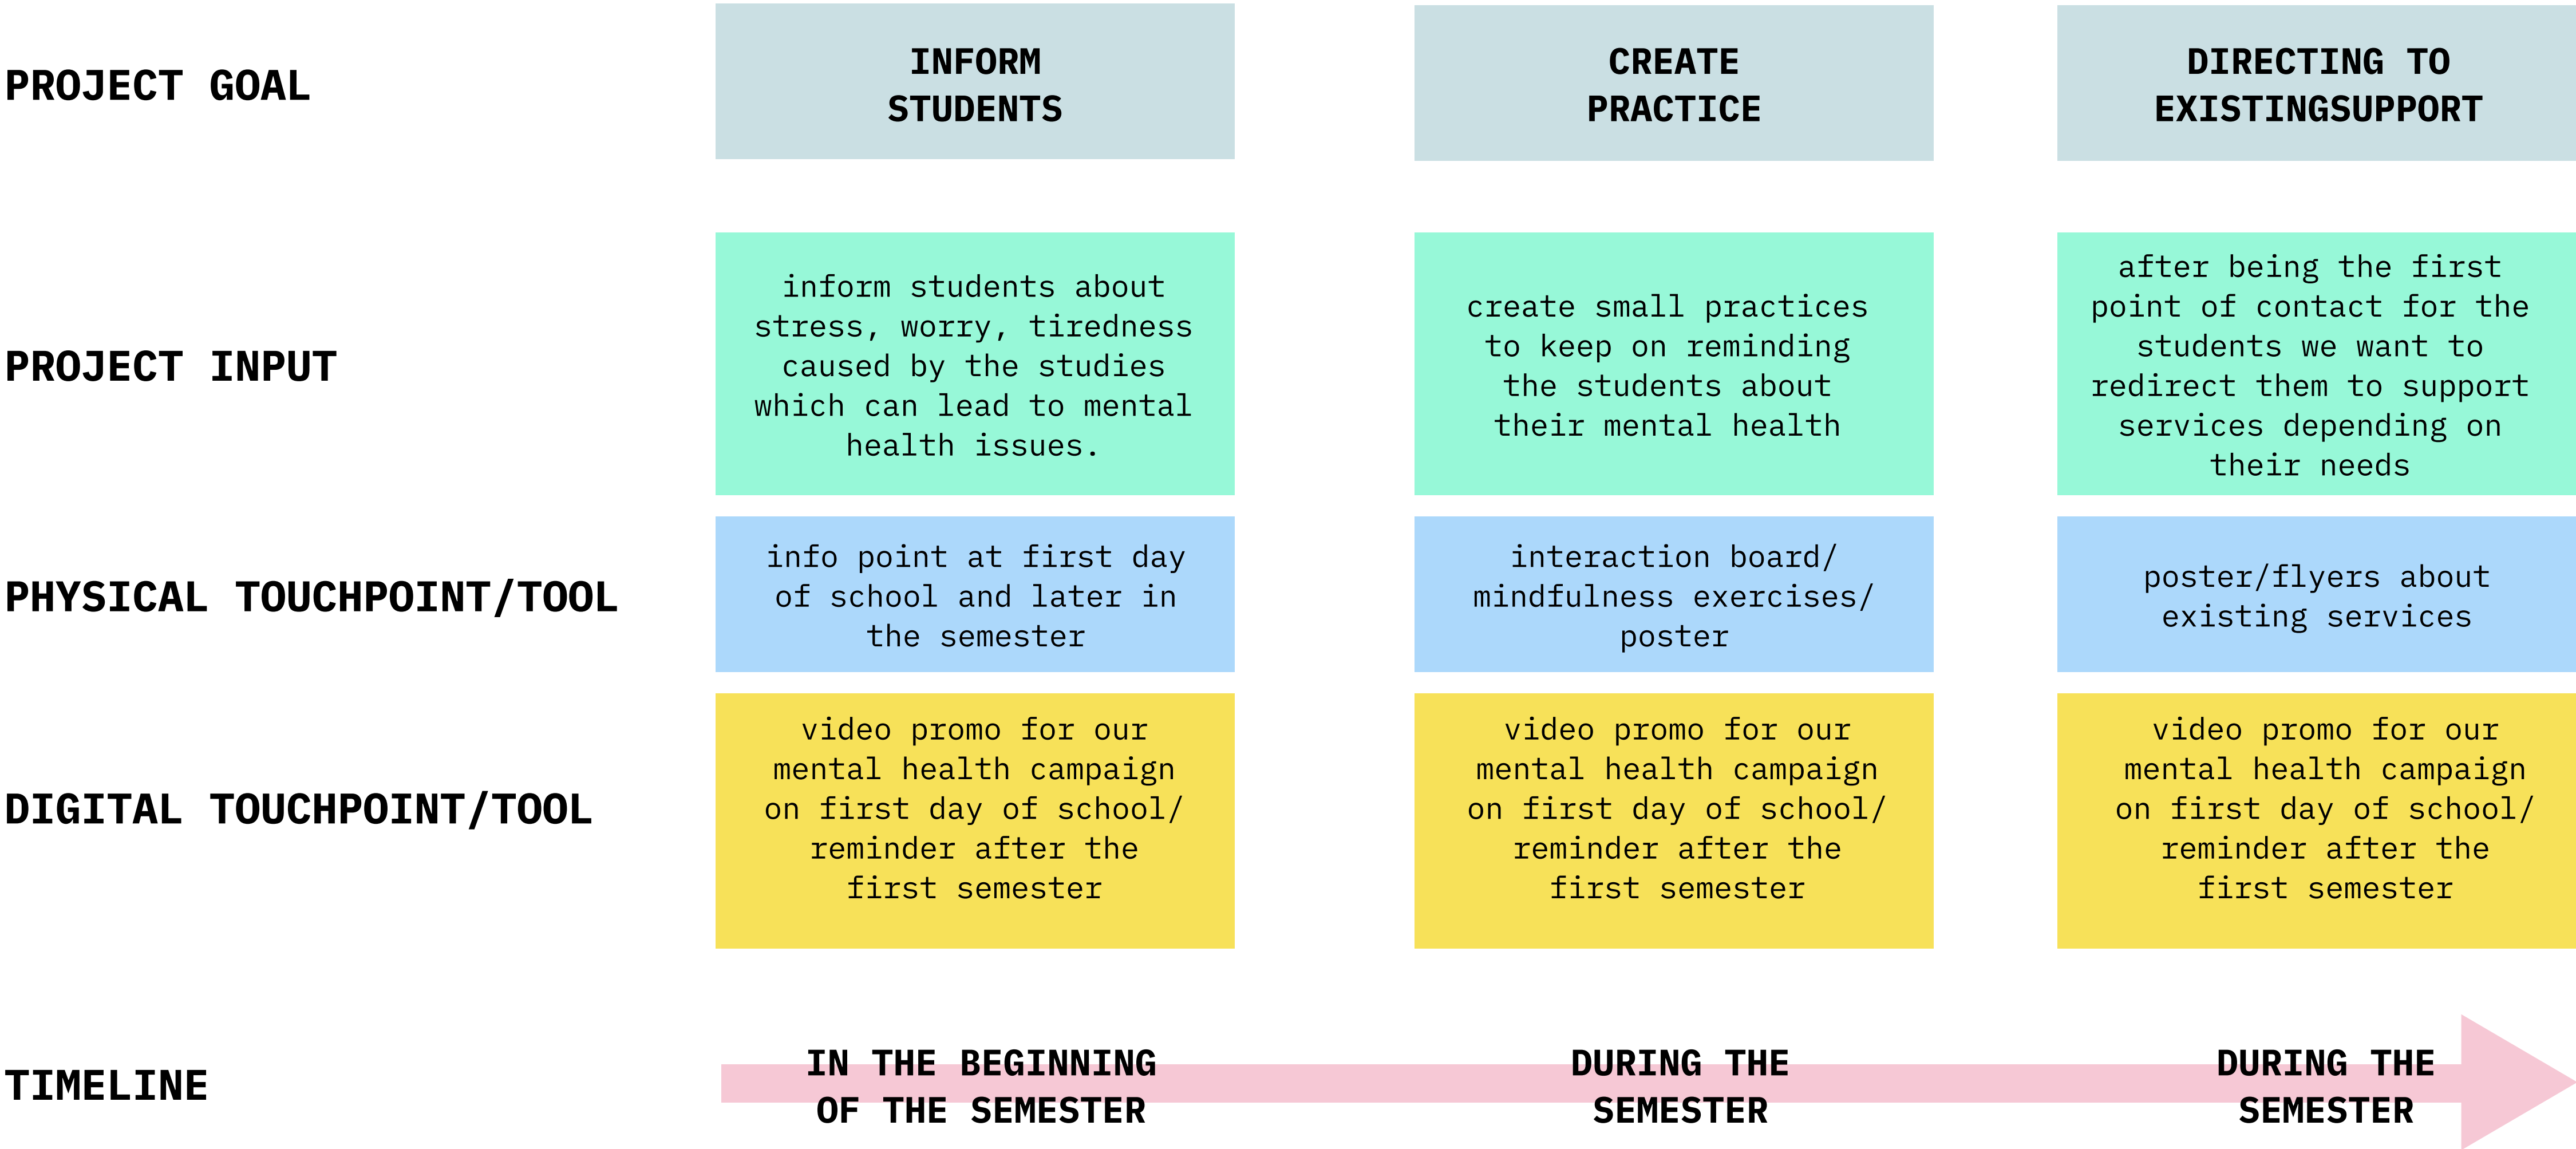 PROJECT GOAL
INFORM
STUDENTS
CREATE
PRACTICE
DIRECTING TO
EXISTINGSUPPORT
PROJECT INPUT
inform students about
stress, worry, tiredness
caused by the studies
which can lead to mental
health issues.
create small practices
to keep on reminding
the students about
their mental health
after being the first
point of contact for the
students we want to
redirect them to support
services depending on
their needs
PHYSICAL TOUCHPOINT/TOOL
info point at first day
of school and later in
the semester
interaction board/
mindfulness exercises/
poster
poster/flyers about
existing services
DIGITAL TOUCHPOINT/TOOL
video promo for our
mental health campaign
on first day of school/
reminder after the
first semester
video promo for our
mental health campaign
on first day of school/
reminder after the
first semester
video promo for our
mental health campaign
on first day of school/
reminder after the
first semester
TIMELINE
IN THE BEGINNING
OF THE SEMESTER
DURING THE
SEMESTER
DURING THE
SEMESTER